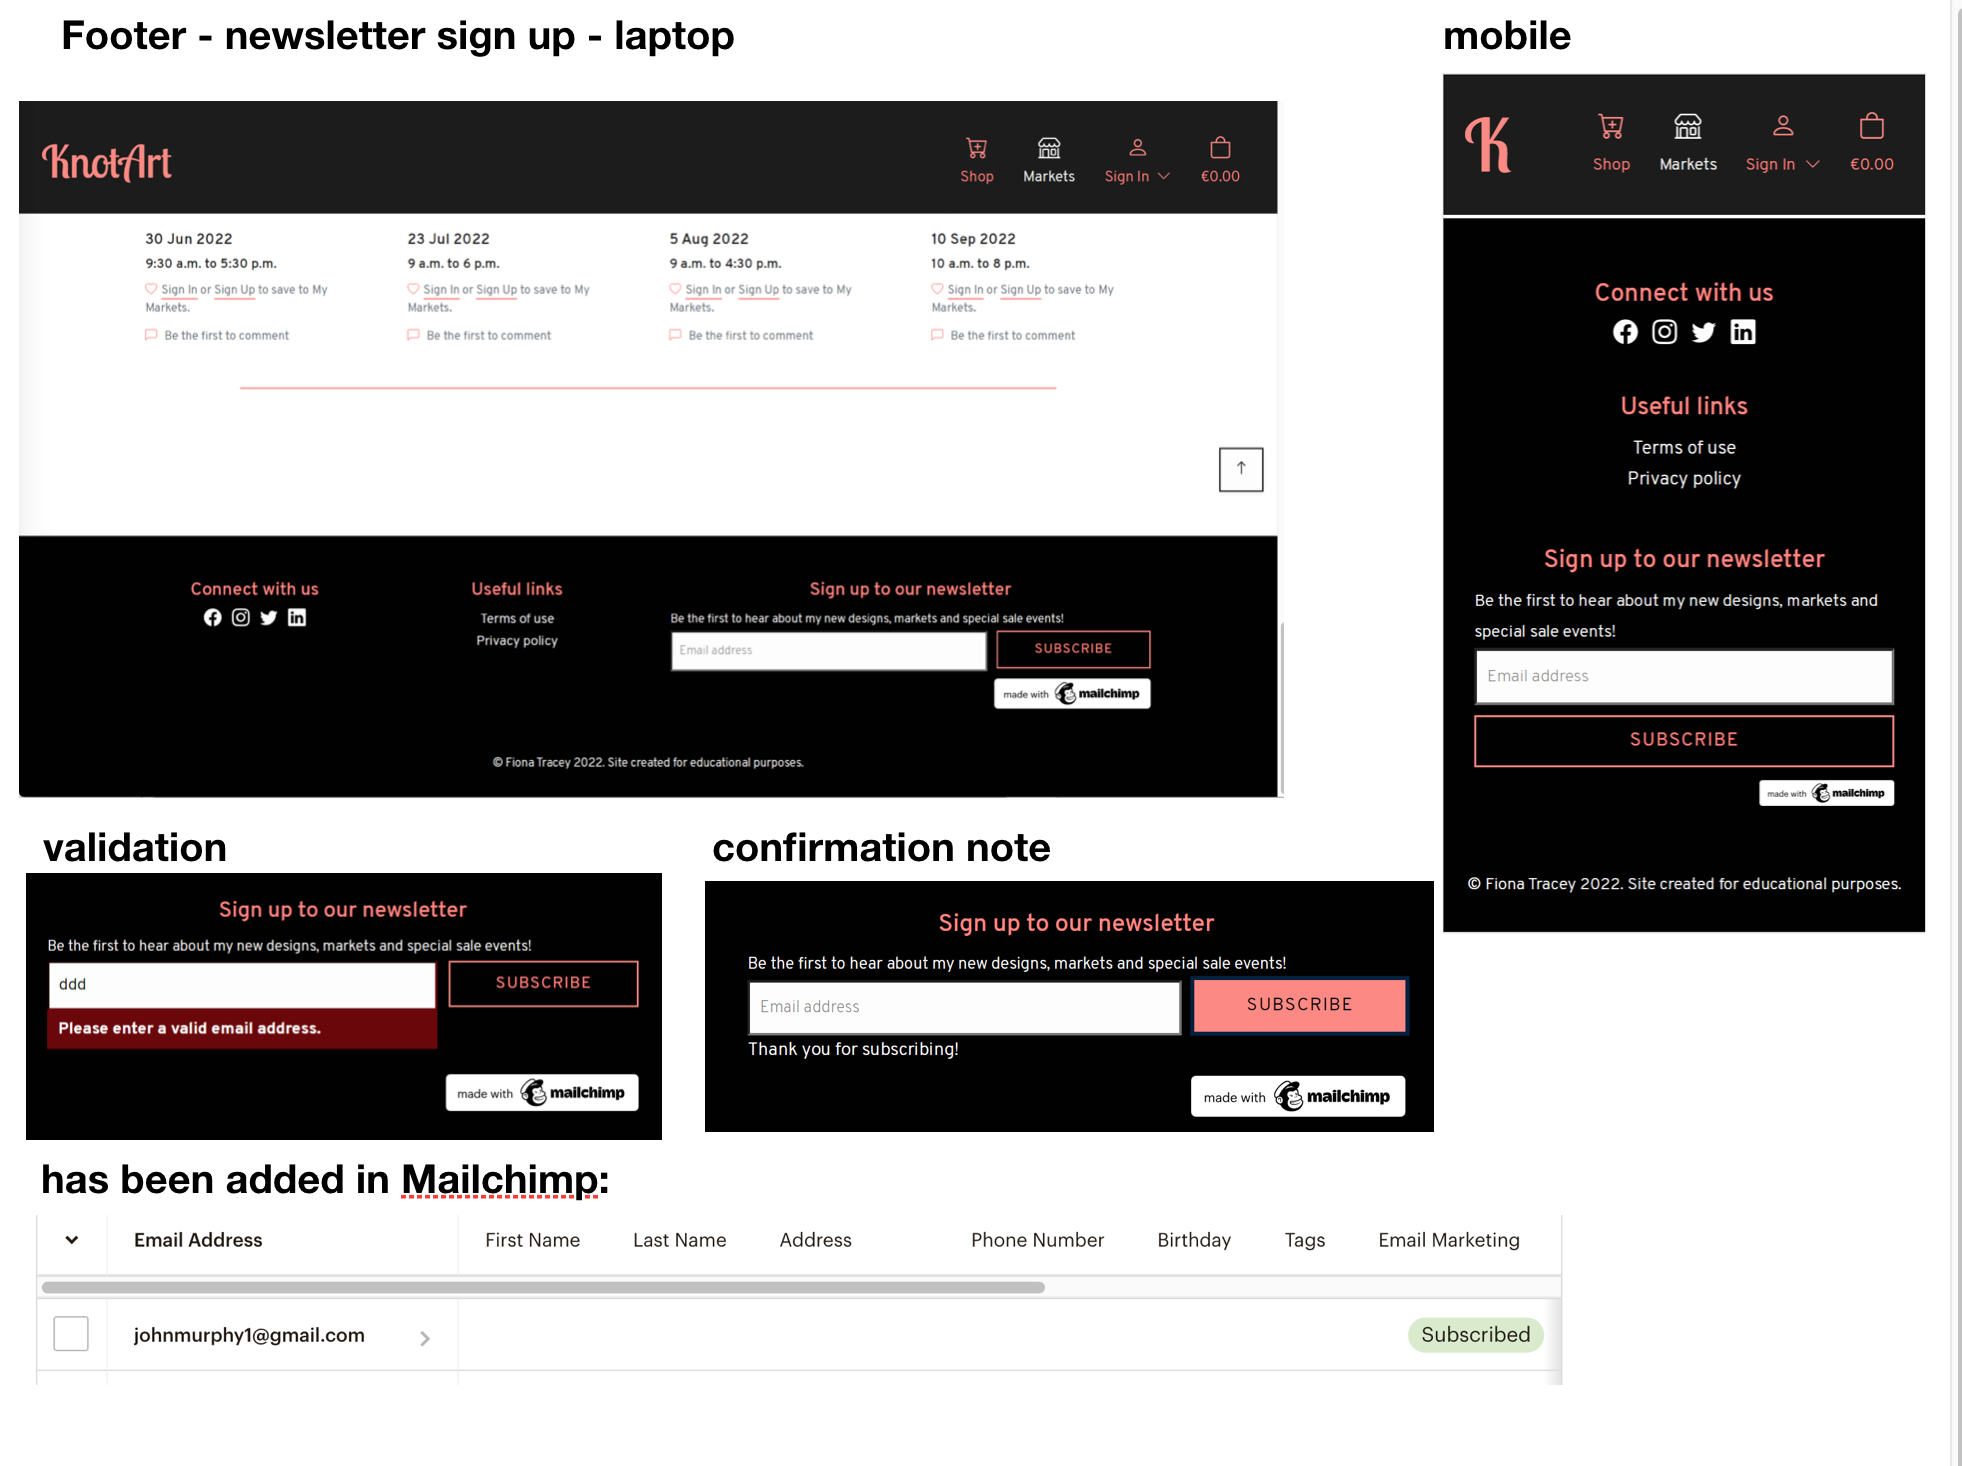 Footer - newsletter sign up - laptop
mobile
KnotArt
Shop
Markets
Sign In
€0.00
30 Jun 2022
9:30 a.m. to 5:30 p.m.
Sign In or Sign Up to save to My
Markets.
Be the first to comment
23 Jul 2022
9 a.m. to 6 p.m.
Sign In or Sign Up to save to My
Markets.
Be the first to comment
5 Aug 2022
9 a.m. to 4:30 p.m.
Sign In or Sign Up to save to My
Markets.
Be the first to comment
10 Sep 2022
10 a.m. to 8 p.m.
Sign In or Sign Up to save to My
Markets.
Be the first to comment
Connect with us
Useful links
Terms of use
Privacy policy
Sign up to our newsletter
Be the first to hear about my new designs, markets and special sale events!
Email address
SUBSCRIBE
made with mailchimp
© Fiona Tracey 2022. Site created for educational purposes.
K
Shop
Markets
Sign In
€0.00
Connect with us
Useful links
Terms of use
Privacy policy
Sign up to our newsletter
Be the first to hear about my new designs, markets and
special sale events!
Email address
SUBSCRIBE
made with mailchimp
© Fiona Tracey 2022. Site created for educational purposes.
validation
Sign up to our newsletter
Be the first to hear about my new designs, markets and special sale events!
ddd
SUBSCRIBE
Please enter a valid email address.
made with mailchimp
confirmation note
Sign up to our newsletter
Be the first to hear about my new designs, markets and special sale events!
Email address
SUBSCRIBE
Thank you for subscribing!
made with mailchimp
has been added in Mailchimp:
Email Address
First Name
Last Name
Address
Phone Number
Birthday
Tags
Email Marketing
johnmurphy1@gmail.com
Subscribed